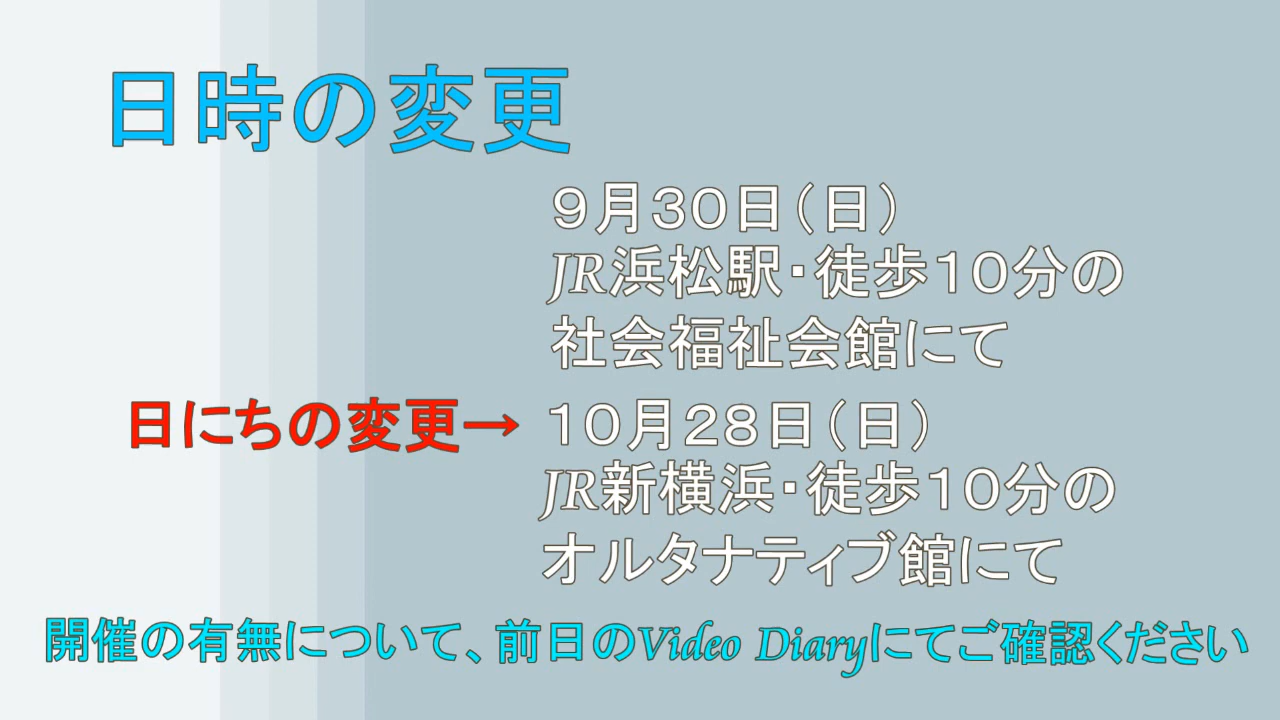 日時の変更
９月３０日（日）
JR浜松駅・徒歩１０分の
社会福祉会館にて
日にちの変更→ １０月２８日（日）
JR新横浜・徒歩１０分の
オルタナティブ館にて
開催の有無について、前日のVideo Diaryにてご確認ください